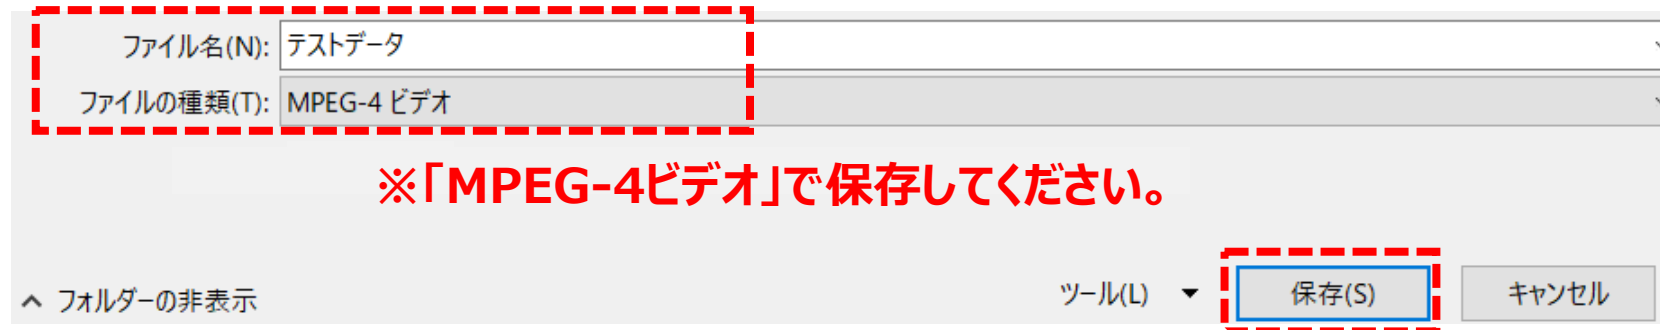 ファイル名(N): テストデータ
ファイルの種類(T): MPEG-4 ビデオ
※「MPEG-4ビデオ」で保存してください。
フォルダーの非表示 ツール(L) 保存(S) キャンセル